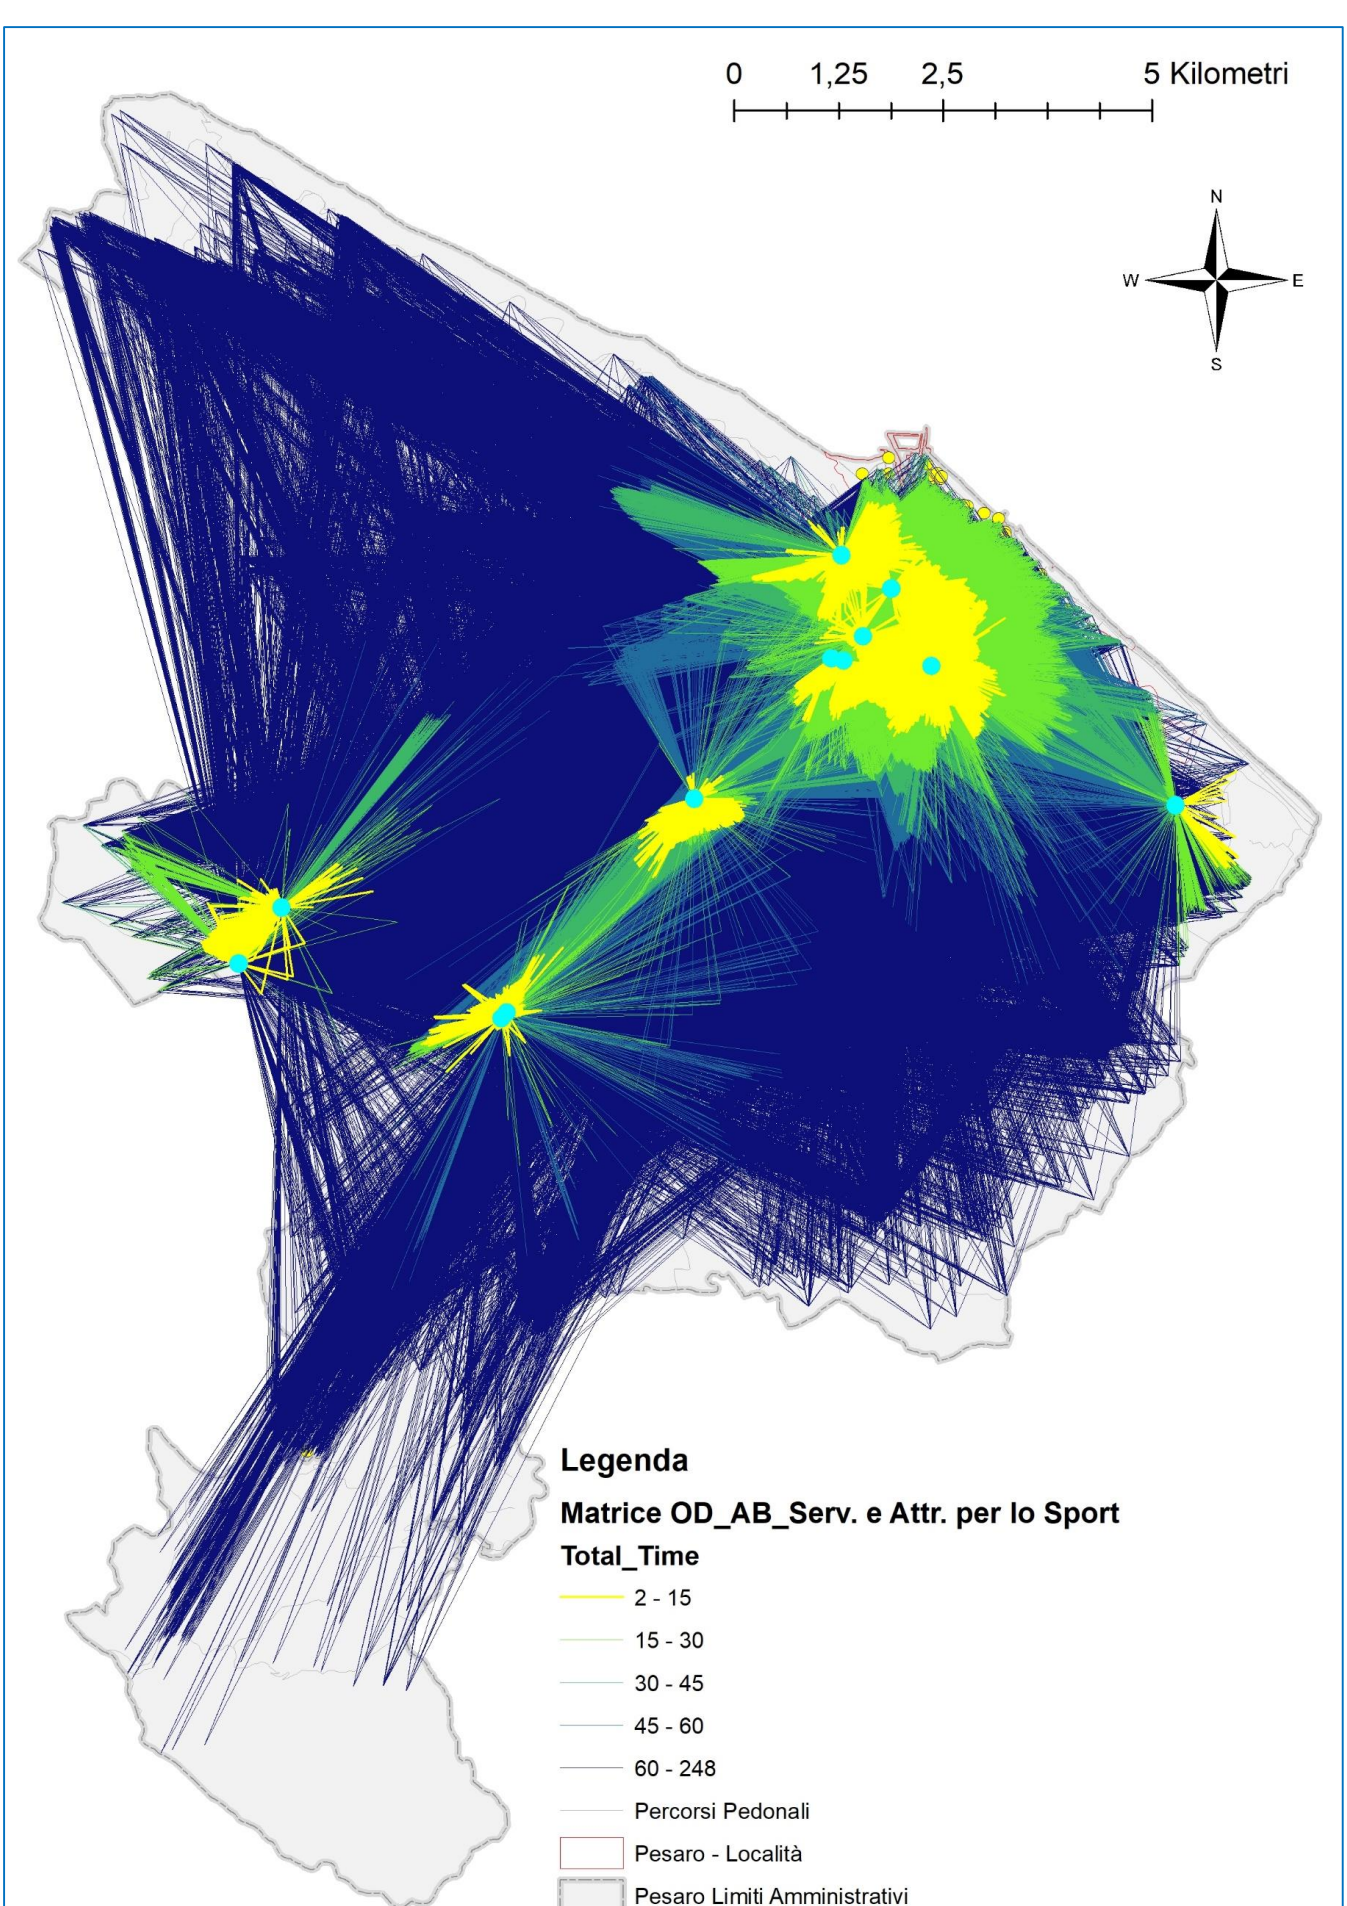 0 1,25 2,5 5 Kilometri
N
W E
S
Legenda
Matrice OD_AB_Serv. e Attr. per lo Sport
Total_Time
2 - 15
15 - 30
30 - 45
45 - 60
60 - 248
Percorsi Pedonali
Pesaro - Località
Pesaro Limiti Amministrativi